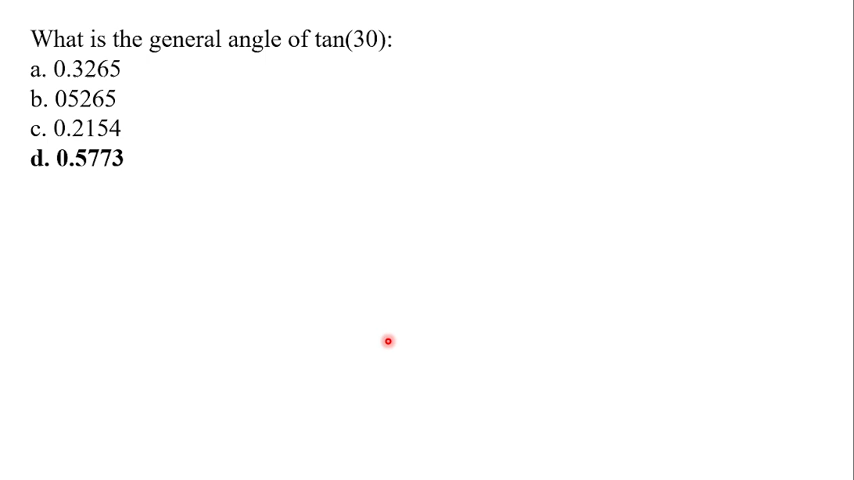 What is the general angle of tan(30):
a. 0.3265
b. 05265
c. 0.2154
d. 0.5773